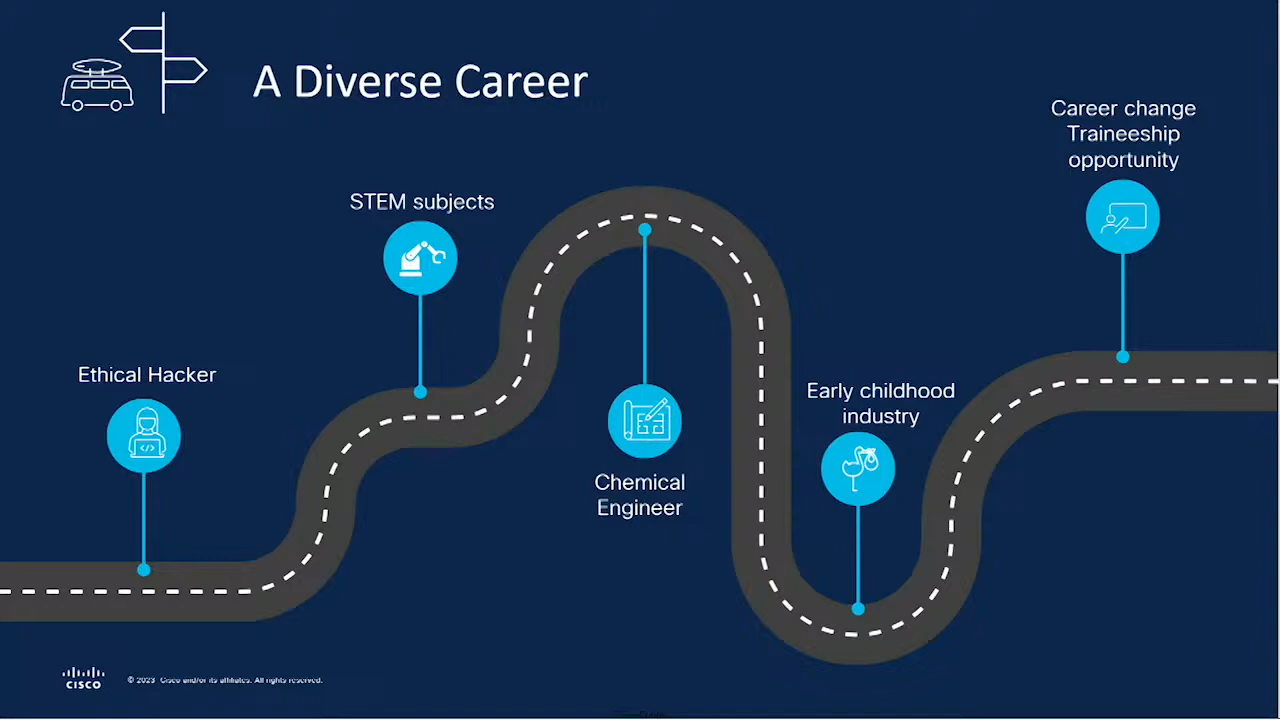 A Diverse Career
Career change
Traineeship
opportunity
STEM subjects
Ethical Hacker
Early childhood
industry
Chemical
Engineer
</>
CISCO
© 2023 Cisco and/or its affiliates. All rights reserved.